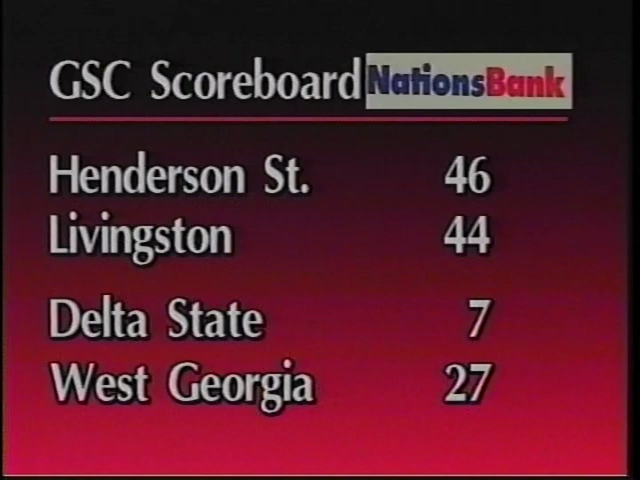 GSC Scoreboard NationsBank
Henderson St. 46
Livingston 44
Delta State 7
West Georgia 27